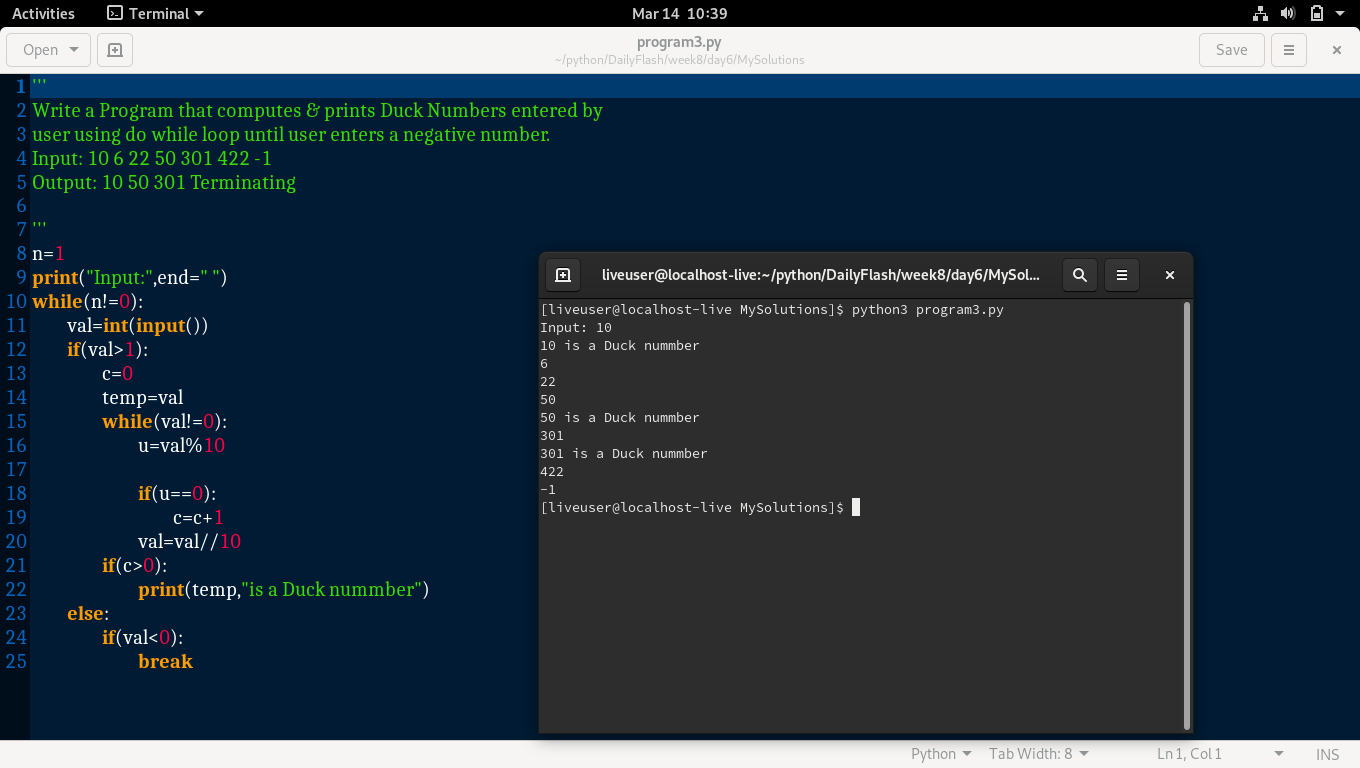 Activities Terminal Mar 14 10:39
Open program3.py Save
~/python/DailyFlash/week8/day6/MySolutions
1 '''
2 Write a Program that computes & prints Duck Numbers entered by
3 user using do while loop until user enters a negative number.
4 Input: 10 6 22 50 301 422 -1
5 Output: 10 50 301 Terminating
6
7 '''
8 n=1
9 print("Input:",end=" ")
10 while(n!=0):
11 val=int(input())
12 if(val>1):
13 c=0
14 temp=val
15 while(val!=0):
16 u=val%10
17
18 if(u==0):
19 c=c+1
20 val=val//10
21 if(c>0):
22 print(temp,"is a Duck nummber")
23 else:
24 if(val<0):
25 break
liveuser@localhost-live:~/python/DailyFlash/week8/day6/MySol...
[liveuser@localhost-live MySolutions]$ python3 program3.py
Input: 10
10 is a Duck nummber
6
22
50
50 is a Duck nummber
301
301 is a Duck nummber
422
-1
[liveuser@localhost-live MySolutions]$
Python Tab Width: 8 Ln 1, Col 1 INS